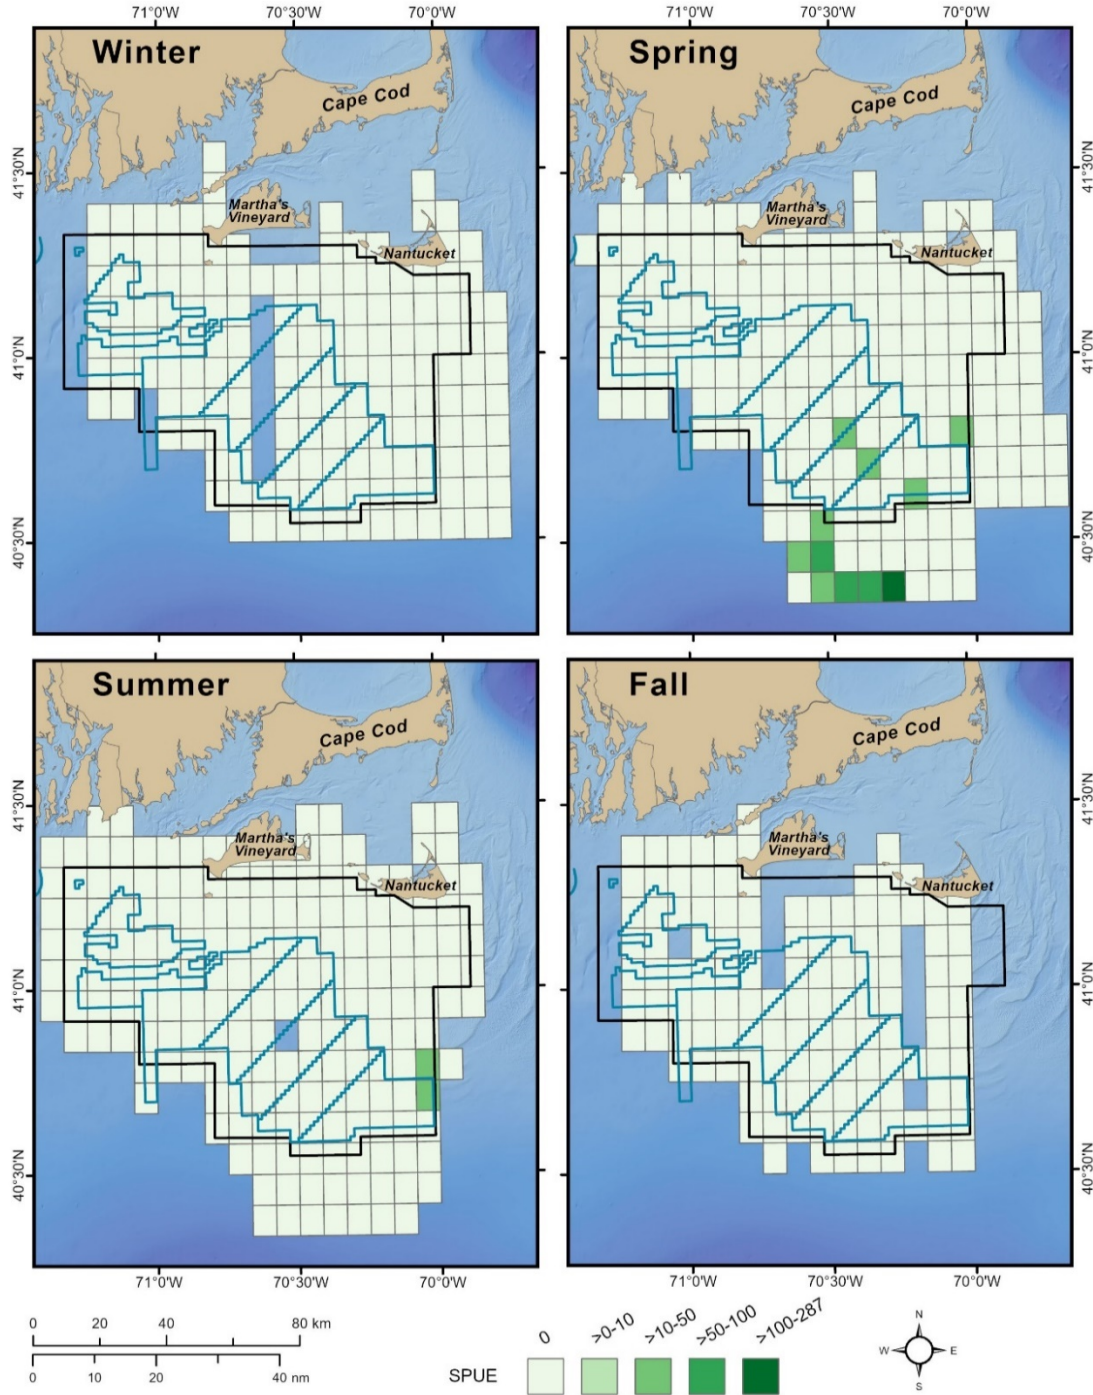 71°0'W 70°30'W 70°0'W 71°0'W 70°30'W 70°0'W
Winter
Cape Cod
Martha's
Vineyard
Nantucket
41°30'N
41°0'N
40°30'N
Spring
Cape Cod
Martha's
Vineyard
Nantucket
41°30'N
41°0'N
40°30'N
Summer
Cape Cod
Martha's
Vineyard
Nantucket
41°30'N
41°0'N
40°30'N
Fall
Cape Cod
Martha's
Vineyard
Nantucket
41°30'N
41°0'N
40°30'N
71°0'W 70°30'W 70°0'W 71°0'W 70°30'W 70°0'W
0 20 40 60 80 km
0 10 20 30 40 nm
SPUE
0 >0-10 >10-50 >50-100 >100-287
N
W E
S